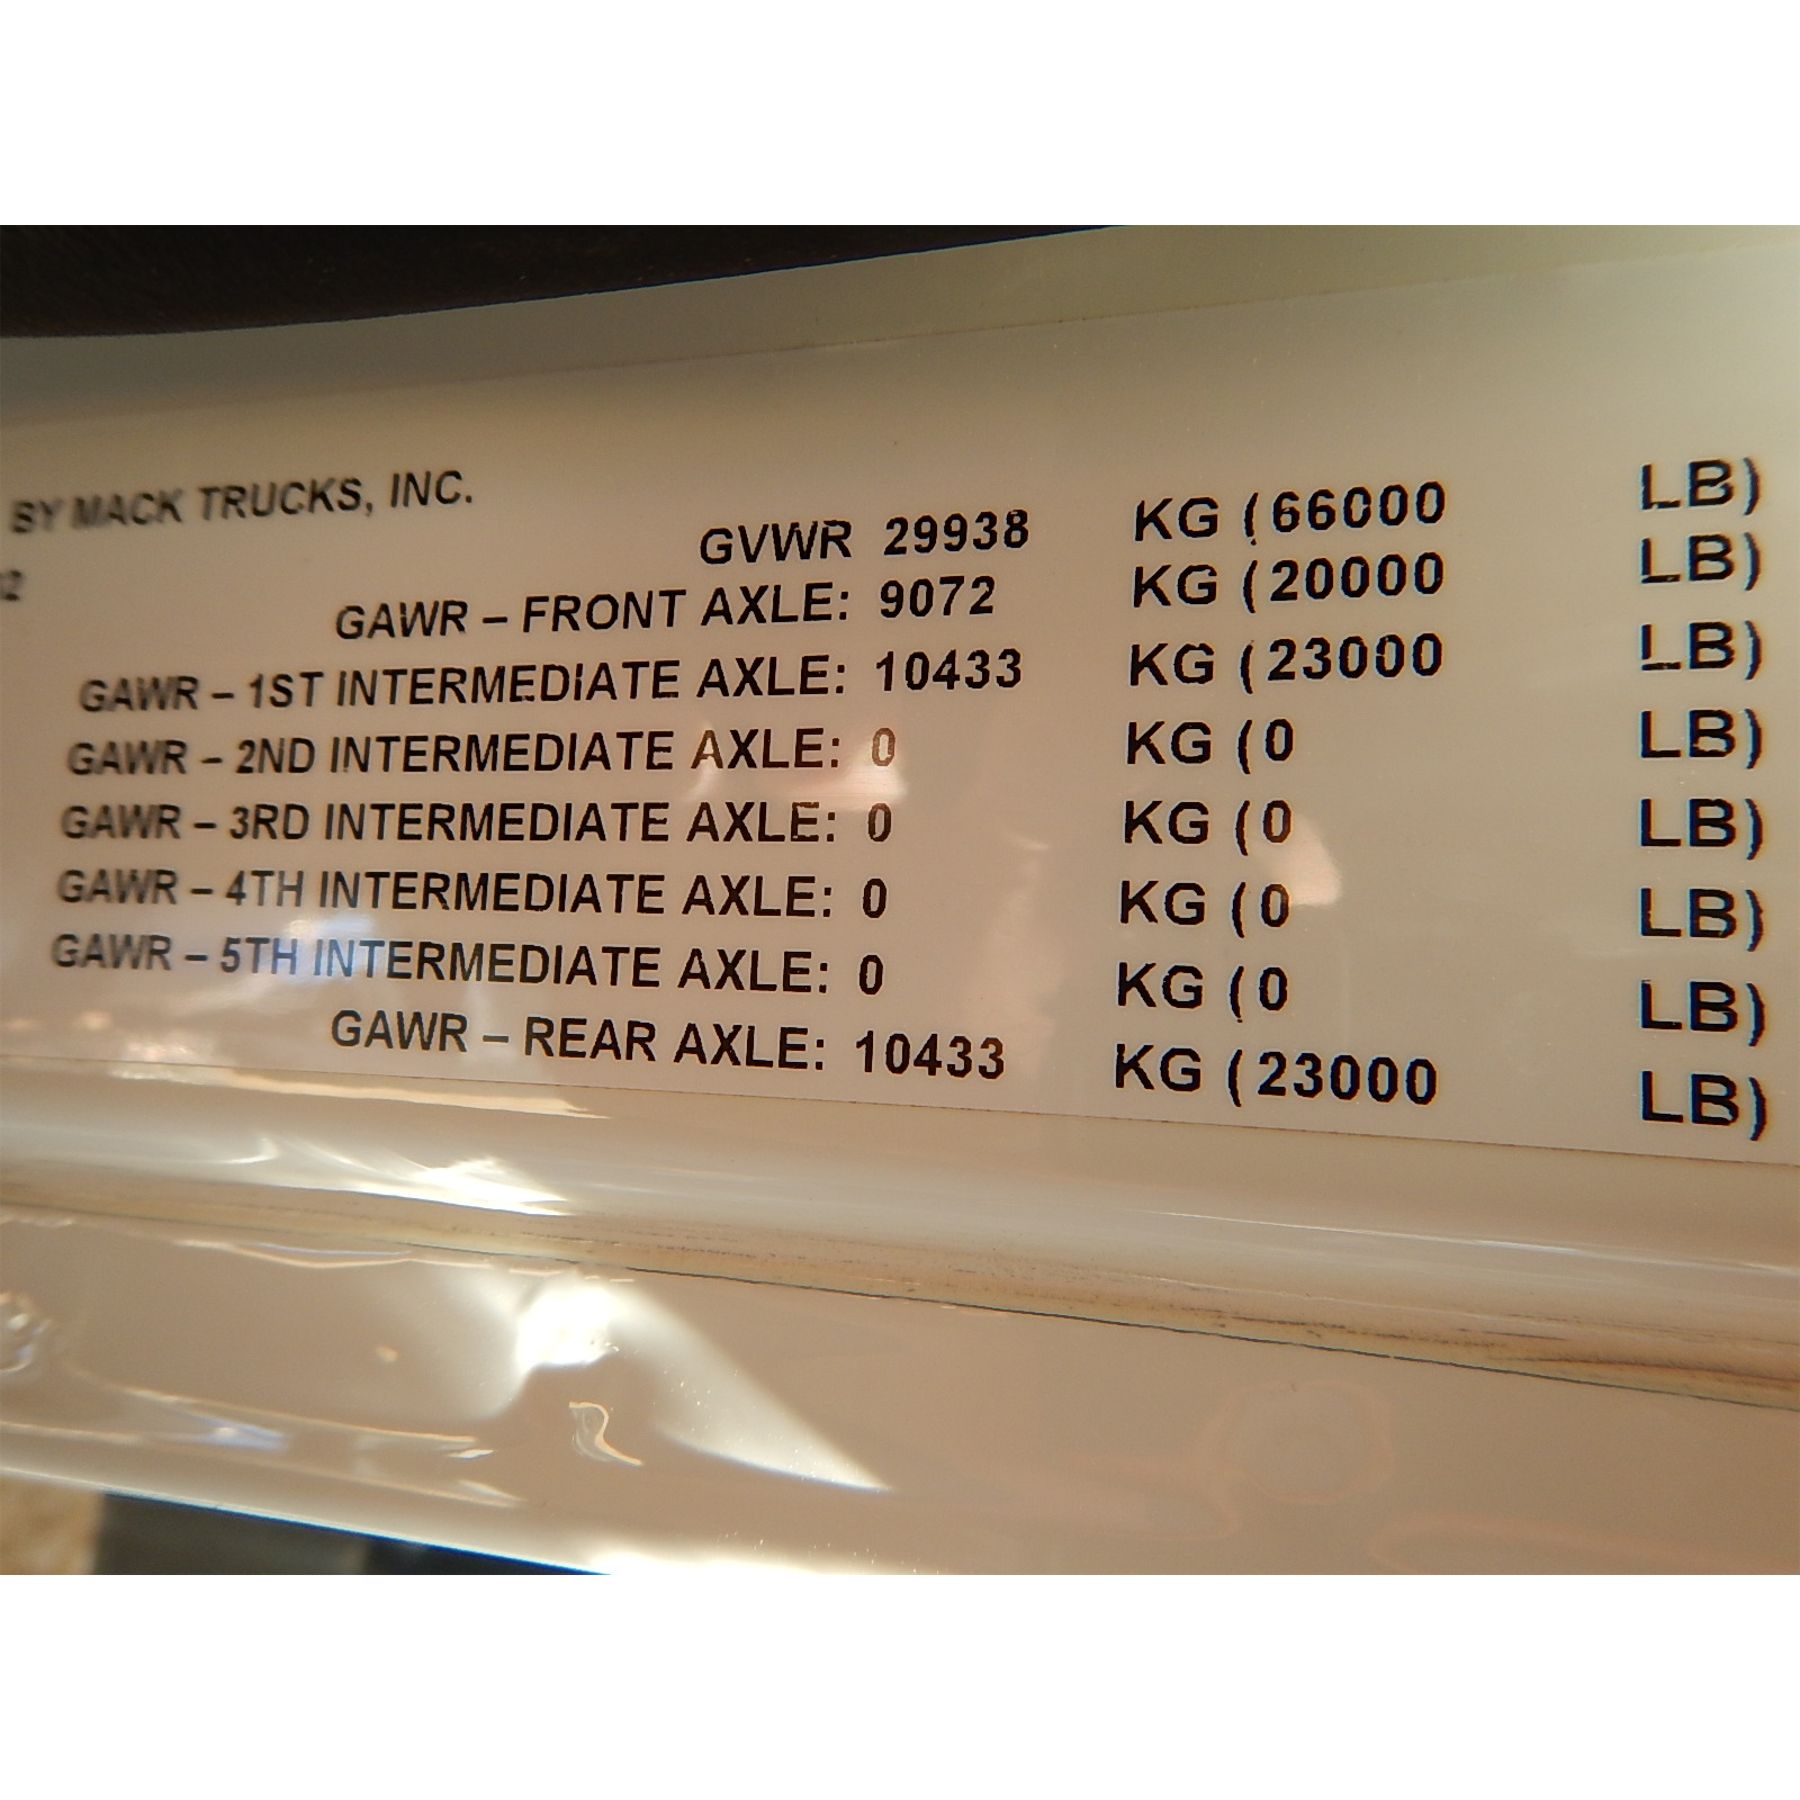 BY MACK TRUCKS, INC.
GVWR 29938 KG (66000 LB)
GAWR – FRONT AXLE: 9072 KG (20000 LB)
GAWR – 1ST INTERMEDIATE AXLE: 10433 KG (23000 LB)
GAWR – 2ND INTERMEDIATE AXLE: 0 KG (0 LB)
GAWR – 3RD INTERMEDIATE AXLE: 0 KG (0 LB)
GAWR – 4TH INTERMEDIATE AXLE: 0 KG (0 LB)
GAWR – 5TH INTERMEDIATE AXLE: 0 KG (0 LB)
GAWR – REAR AXLE: 10433 KG (23000 LB)